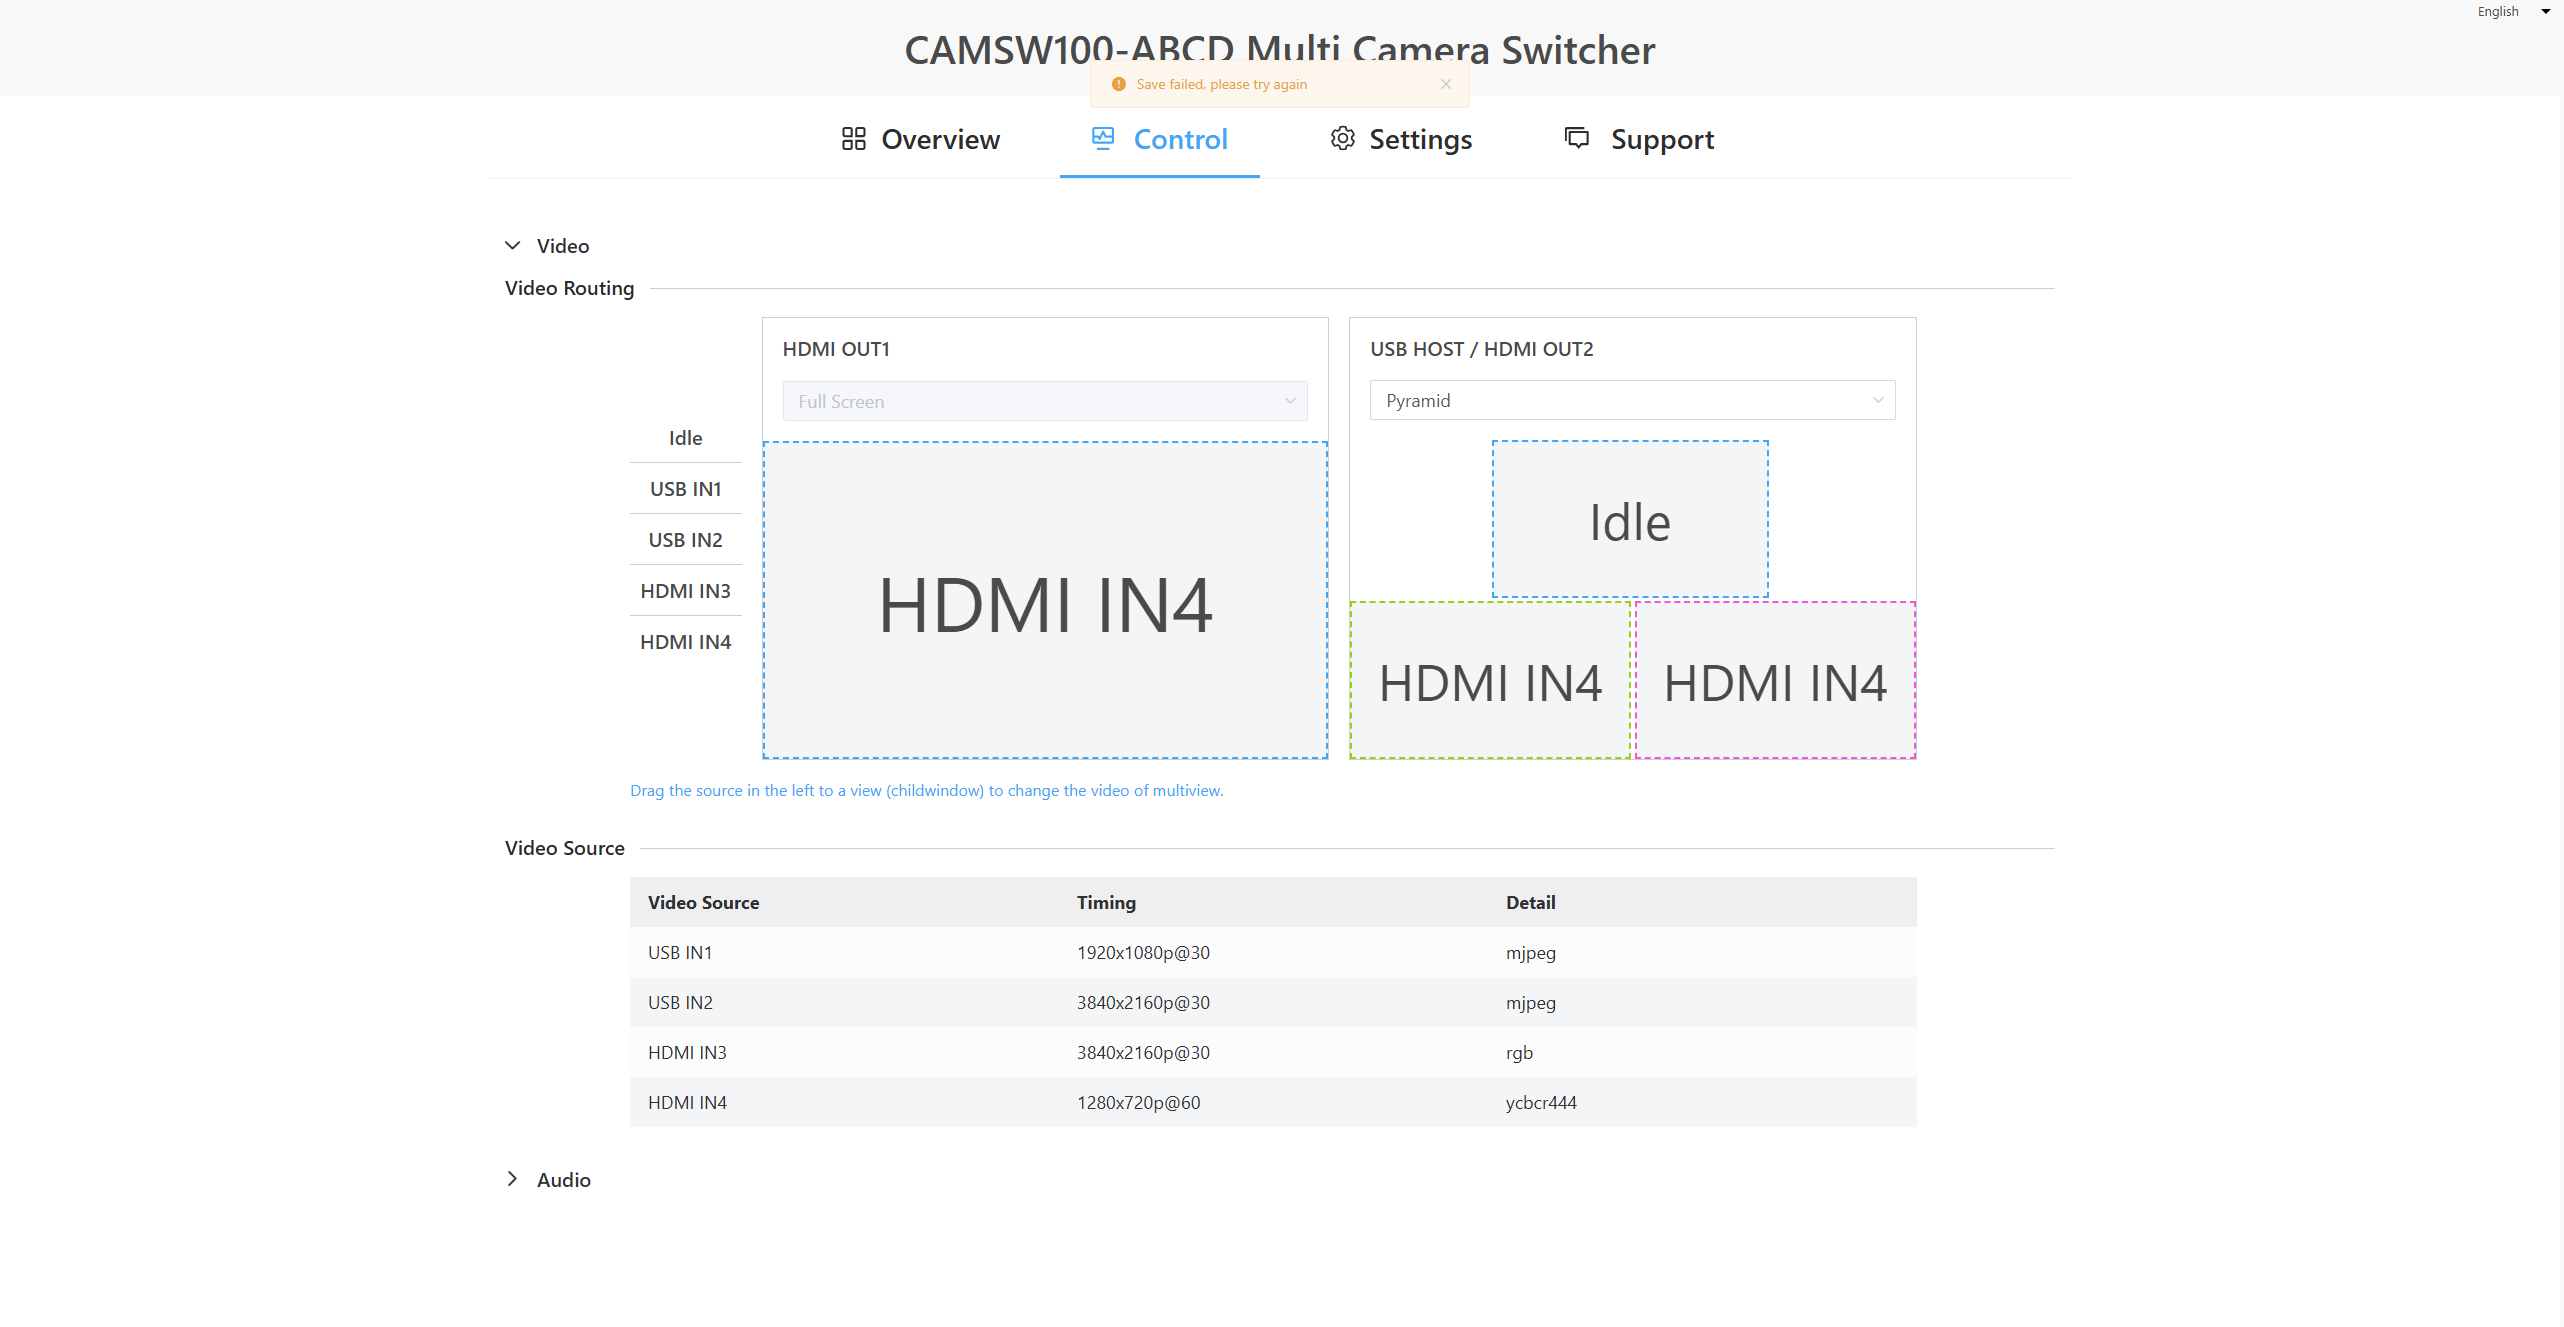 English
CAMSW100-ABCD Multi Camera Switcher
Save failed, please try again
Overview
Control
Settings
Support
Video
Video Routing
HDMI OUT1
USB HOST / HDMI OUT2
Full Screen
Pyramid
Idle
USB IN1
USB IN2
HDMI IN3
HDMI IN4
HDMI IN4
Idle
HDMI IN4
HDMI IN4
Drag the source in the left to a view (childwindow) to change the video of multiview.
Video Source
Video Source Timing Detail
USB IN1 1920x1080p@30 mjpeg
USB IN2 3840x2160p@30 mjpeg
HDMI IN3 3840x2160p@30 rgb
HDMI IN4 1280x720p@60 ycbcr444
Audio